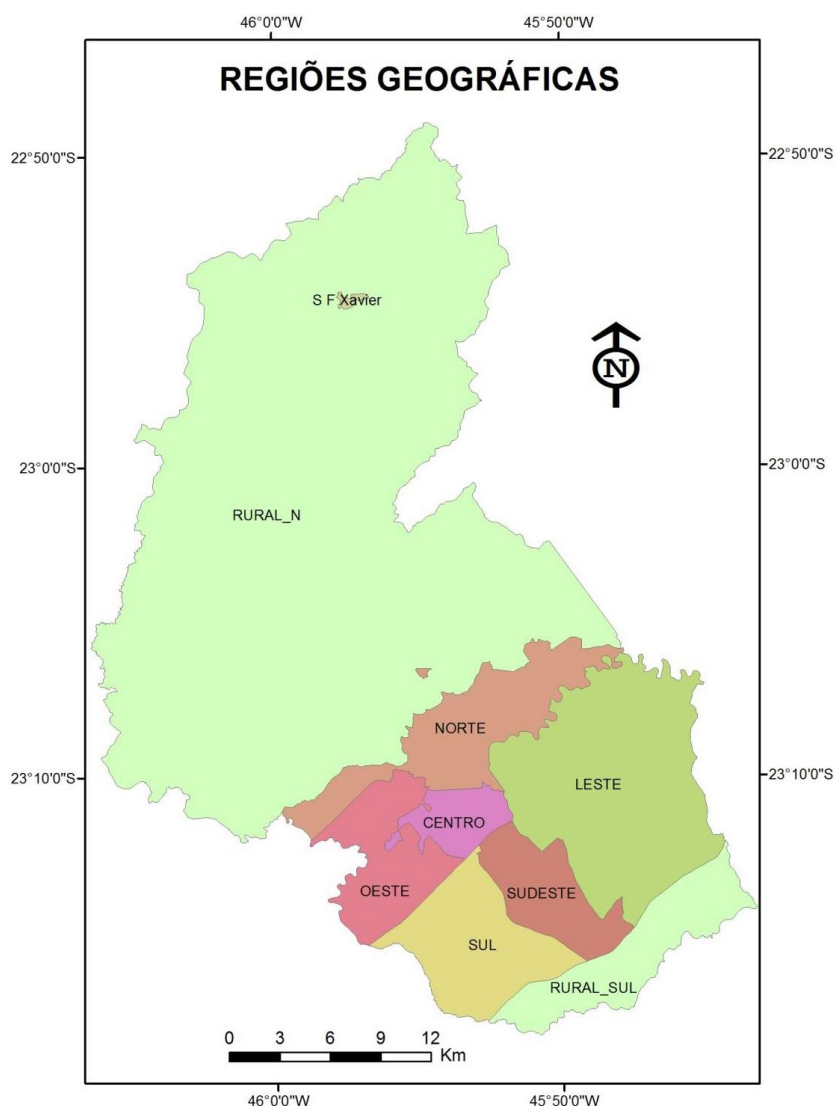 46°0'0"W 45°50'0"W
REGIÕES GEOGRÁFICAS
22°50'0"S 22°50'0"S
S F Xavier
N
23°0'0"S 23°0'0"S
RURAL_N
NORTE
23°10'0"S 23°10'0"S
LESTE
CENTRO
OESTE SUDESTE
SUL
RURAL_SUL
0 3 6 9 12
Km
46°0'0"W 45°50'0"W